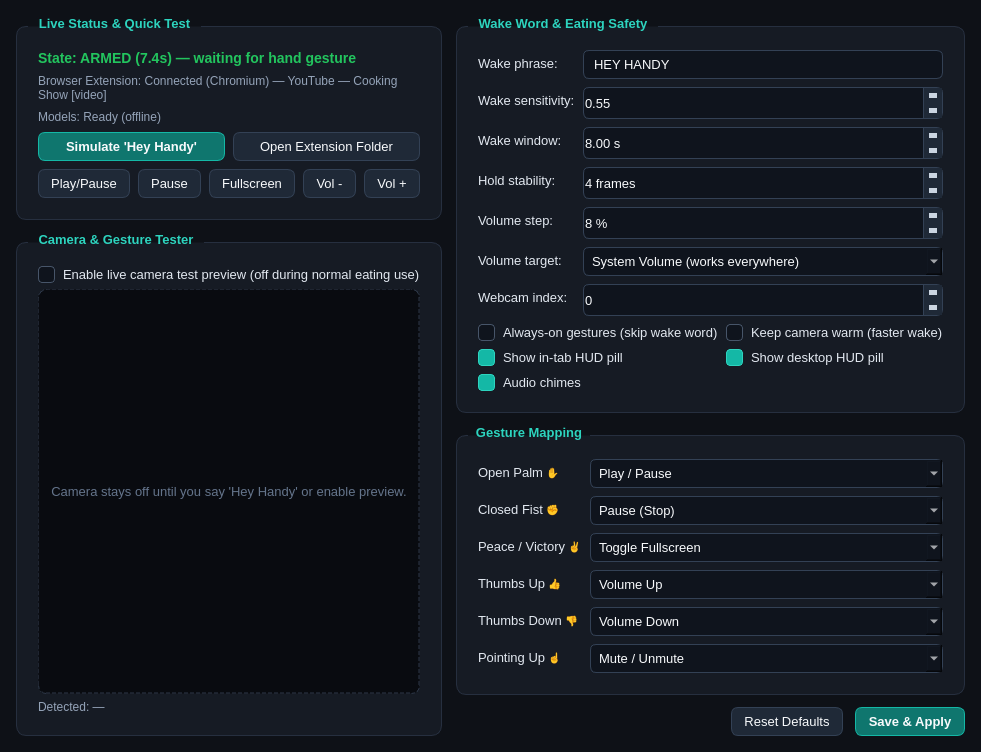 Live Status & Quick Test
State: ARMED (7.4s) — waiting for hand gesture
Browser Extension: Connected (Chromium) — YouTube — Cooking
Show [video]
Models: Ready (offline)
Simulate 'Hey Handy'
Open Extension Folder
Play/Pause
Pause
Fullscreen
Vol -
Vol +
Camera & Gesture Tester
Enable live camera test preview (off during normal eating use)
Camera stays off until you say 'Hey Handy' or enable preview.
Detected: —
Wake Word & Eating Safety
Wake phrase: HEY HANDY
Wake sensitivity: 0.55
Wake window: 8.00 s
Hold stability: 4 frames
Volume step: 8 %
Volume target: System Volume (works everywhere)
Webcam index: 0
Always-on gestures (skip wake word)
Keep camera warm (faster wake)
Show in-tab HUD pill
Show desktop HUD pill
Audio chimes
Gesture Mapping
Open Palm ✋ Play / Pause
Closed Fist ✊ Pause (Stop)
Peace / Victory ✌ Toggle Fullscreen
Thumbs Up 👍 Volume Up
Thumbs Down 👎 Volume Down
Pointing Up ☝ Mute / Unmute
Reset Defaults
Save & Apply